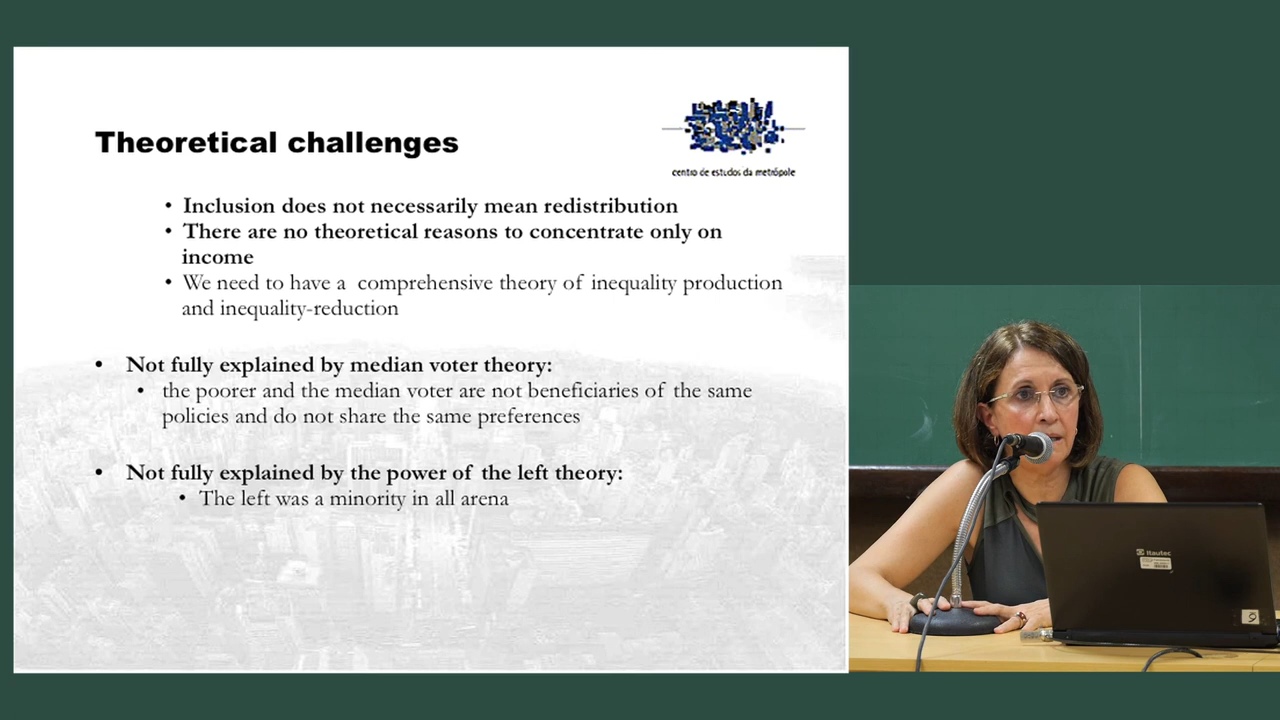 Theoretical challenges
centro de estudos da metrópole
• Inclusion does not necessarily mean redistribution
• There are no theoretical reasons to concentrate only on
income
• We need to have a comprehensive theory of inequality production
and inequality-reduction
• Not fully explained by median voter theory:
• the poorer and the median voter are not beneficiaries of the same
policies and do not share the same preferences
• Not fully explained by the power of the left theory:
• The left was a minority in all arena
Itautec
9